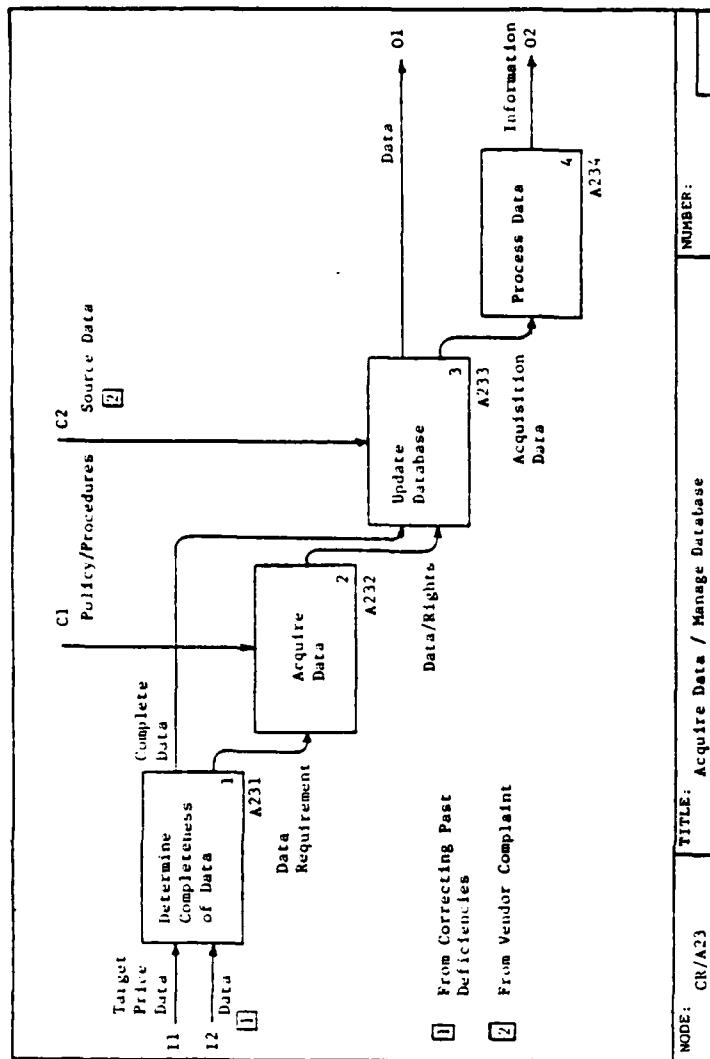 C1
Policy/Procedures
C2
Source Data
2
Target
Price
Data
I1
I2
Data
1
Determine
Completeness
of Data
1
A231
Complete
Data
Data
Requirement
Acquire
Data
2
A232
Data/Rights
Update
Database
3
A233
Data
O1
Acquisition
Data
Process Data
4
A234
Information
O2
1 From Correcting Past
Deficiencies
2 From Vendor Complaint
NODE: CR/A23
TITLE: Acquire Data / Manage Database
NUMBER: